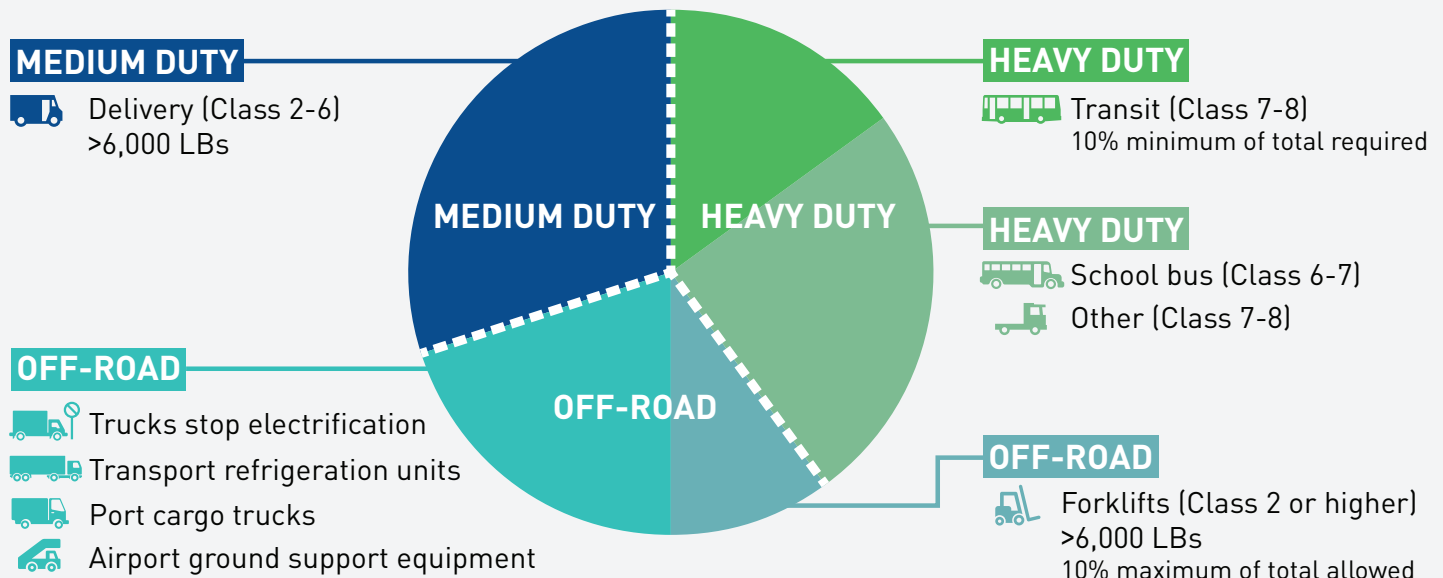 MEDIUM DUTY
Delivery (Class 2-6)
>6,000 LBs
HEAVY DUTY
Transit (Class 7-8)
10% minimum of total required
MEDIUM DUTY
HEAVY DUTY
HEAVY DUTY
School bus (Class 6-7)
Other (Class 7-8)
OFF-ROAD
Trucks stop electrification
Transport refrigeration units
Port cargo trucks
Airport ground support equipment
OFF-ROAD
OFF-ROAD
Forklifts (Class 2 or higher)
>6,000 LBs
10% maximum of total allowed